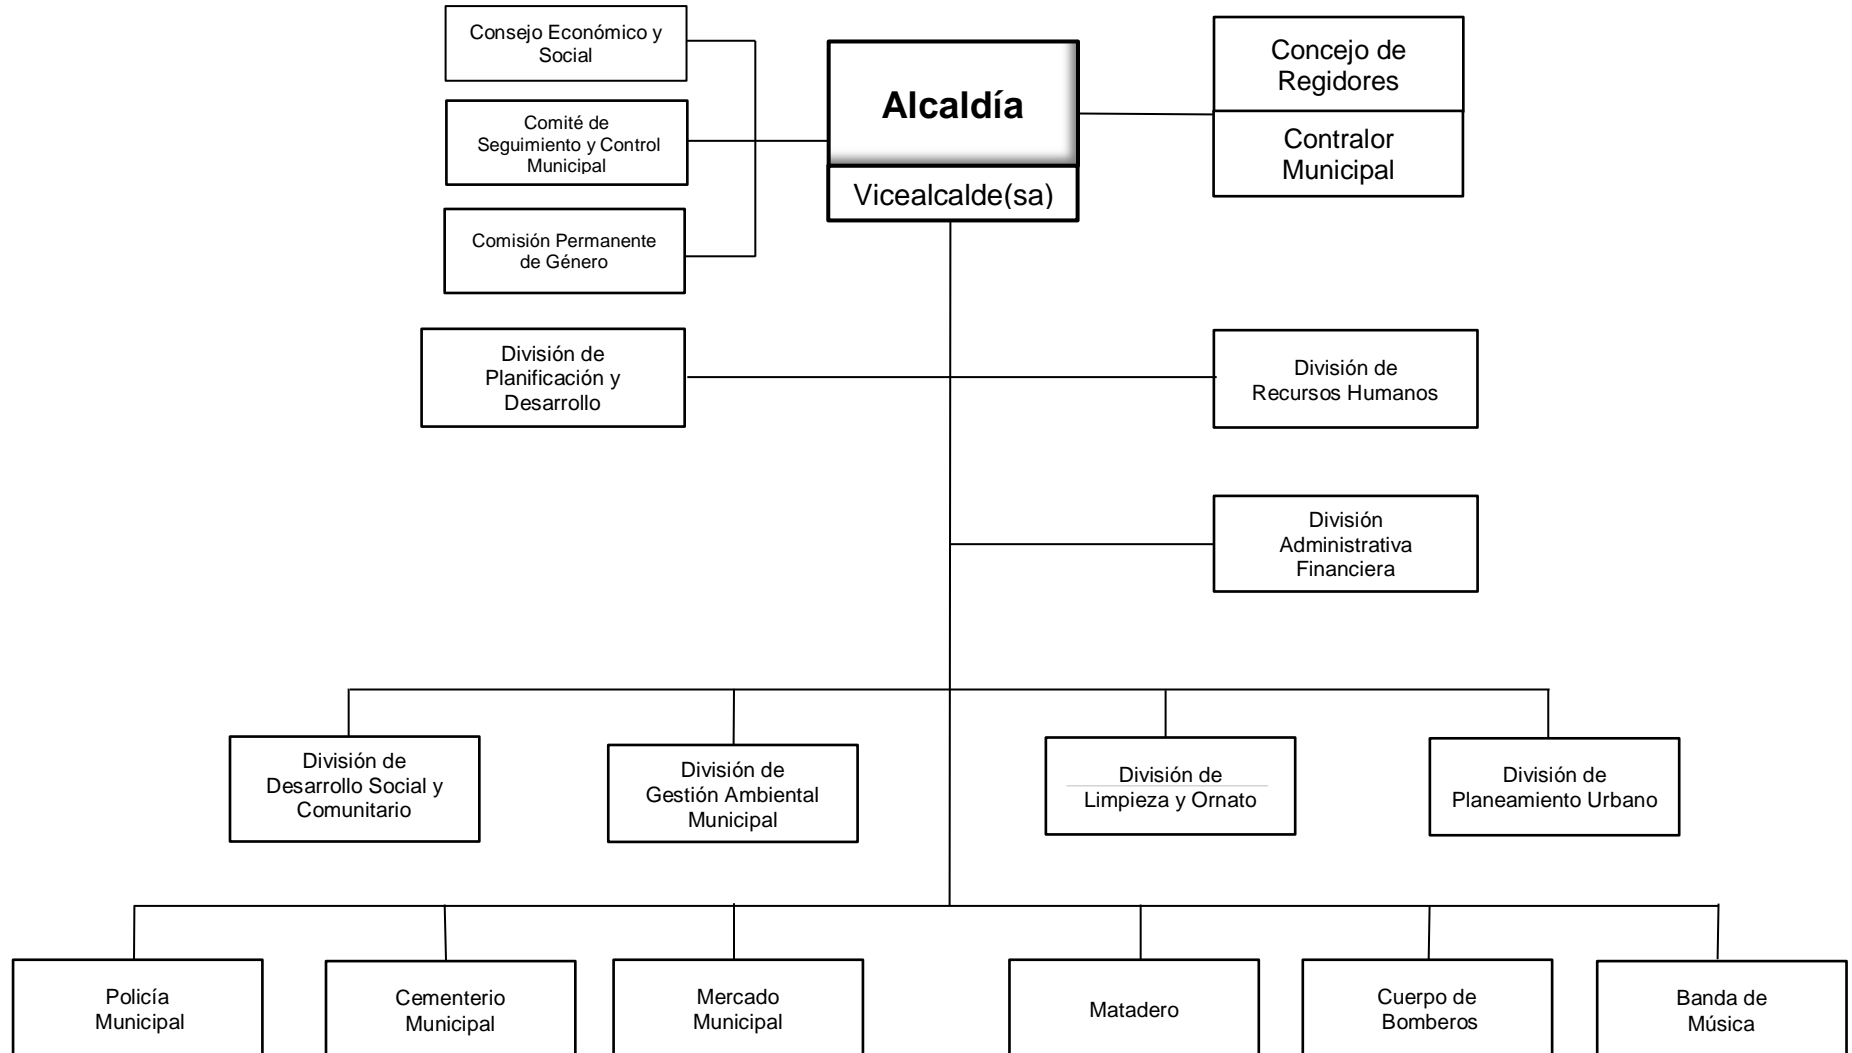 Consejo Económico y
Social
Comité de
Seguimiento y Control
Municipal
Comisión Permanente
de Género
Alcaldía
Vicealcalde(sa)
Concejo de
Regidores
Contralor
Municipal
División de
Planificación y
Desarrollo
División de
Recursos Humanos
División
Administrativa
Financiera
División de
Desarrollo Social y
Comunitario
División de
Gestión Ambiental
Municipal
División de
Limpieza y Ornato
División de
Planeamiento Urbano
Policía
Municipal
Cementerio
Municipal
Mercado
Municipal
Matadero
Cuerpo de
Bomberos
Banda de
Música